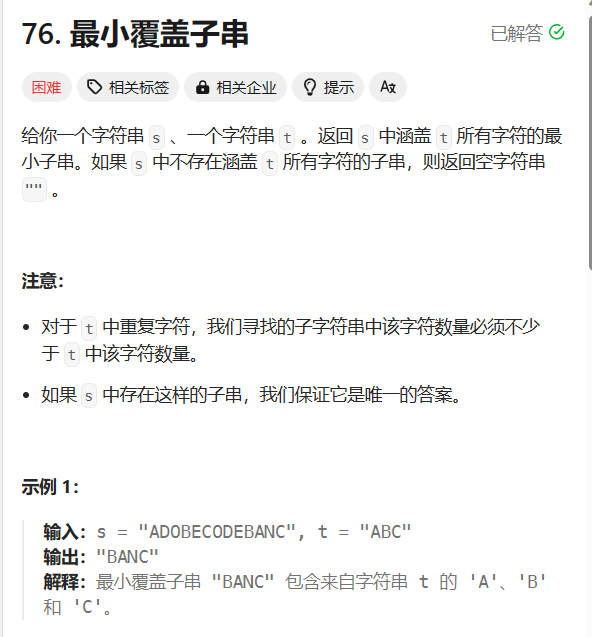 76. 最小覆盖子串 已解答
困难 相关标签 相关企业 提示 Aあ
给你一个字符串 s 、一个字符串 t 。返回 s 中涵盖 t 所有字符的最
小子串。如果 s 中不存在涵盖 t 所有字符的子串，则返回空字符串
"" 。
注意：
• 对于 t 中重复字符，我们寻找的子字符串中该字符数量必须不少
于 t 中该字符数量。
• 如果 s 中存在这样的子串，我们保证它是唯一的答案。
示例 1：
输入：s = "ADOBECODEBANC", t = "ABC"
输出："BANC"
解释：最小覆盖子串 "BANC" 包含来自字符串 t 的 'A'、'B'
和 'C'。